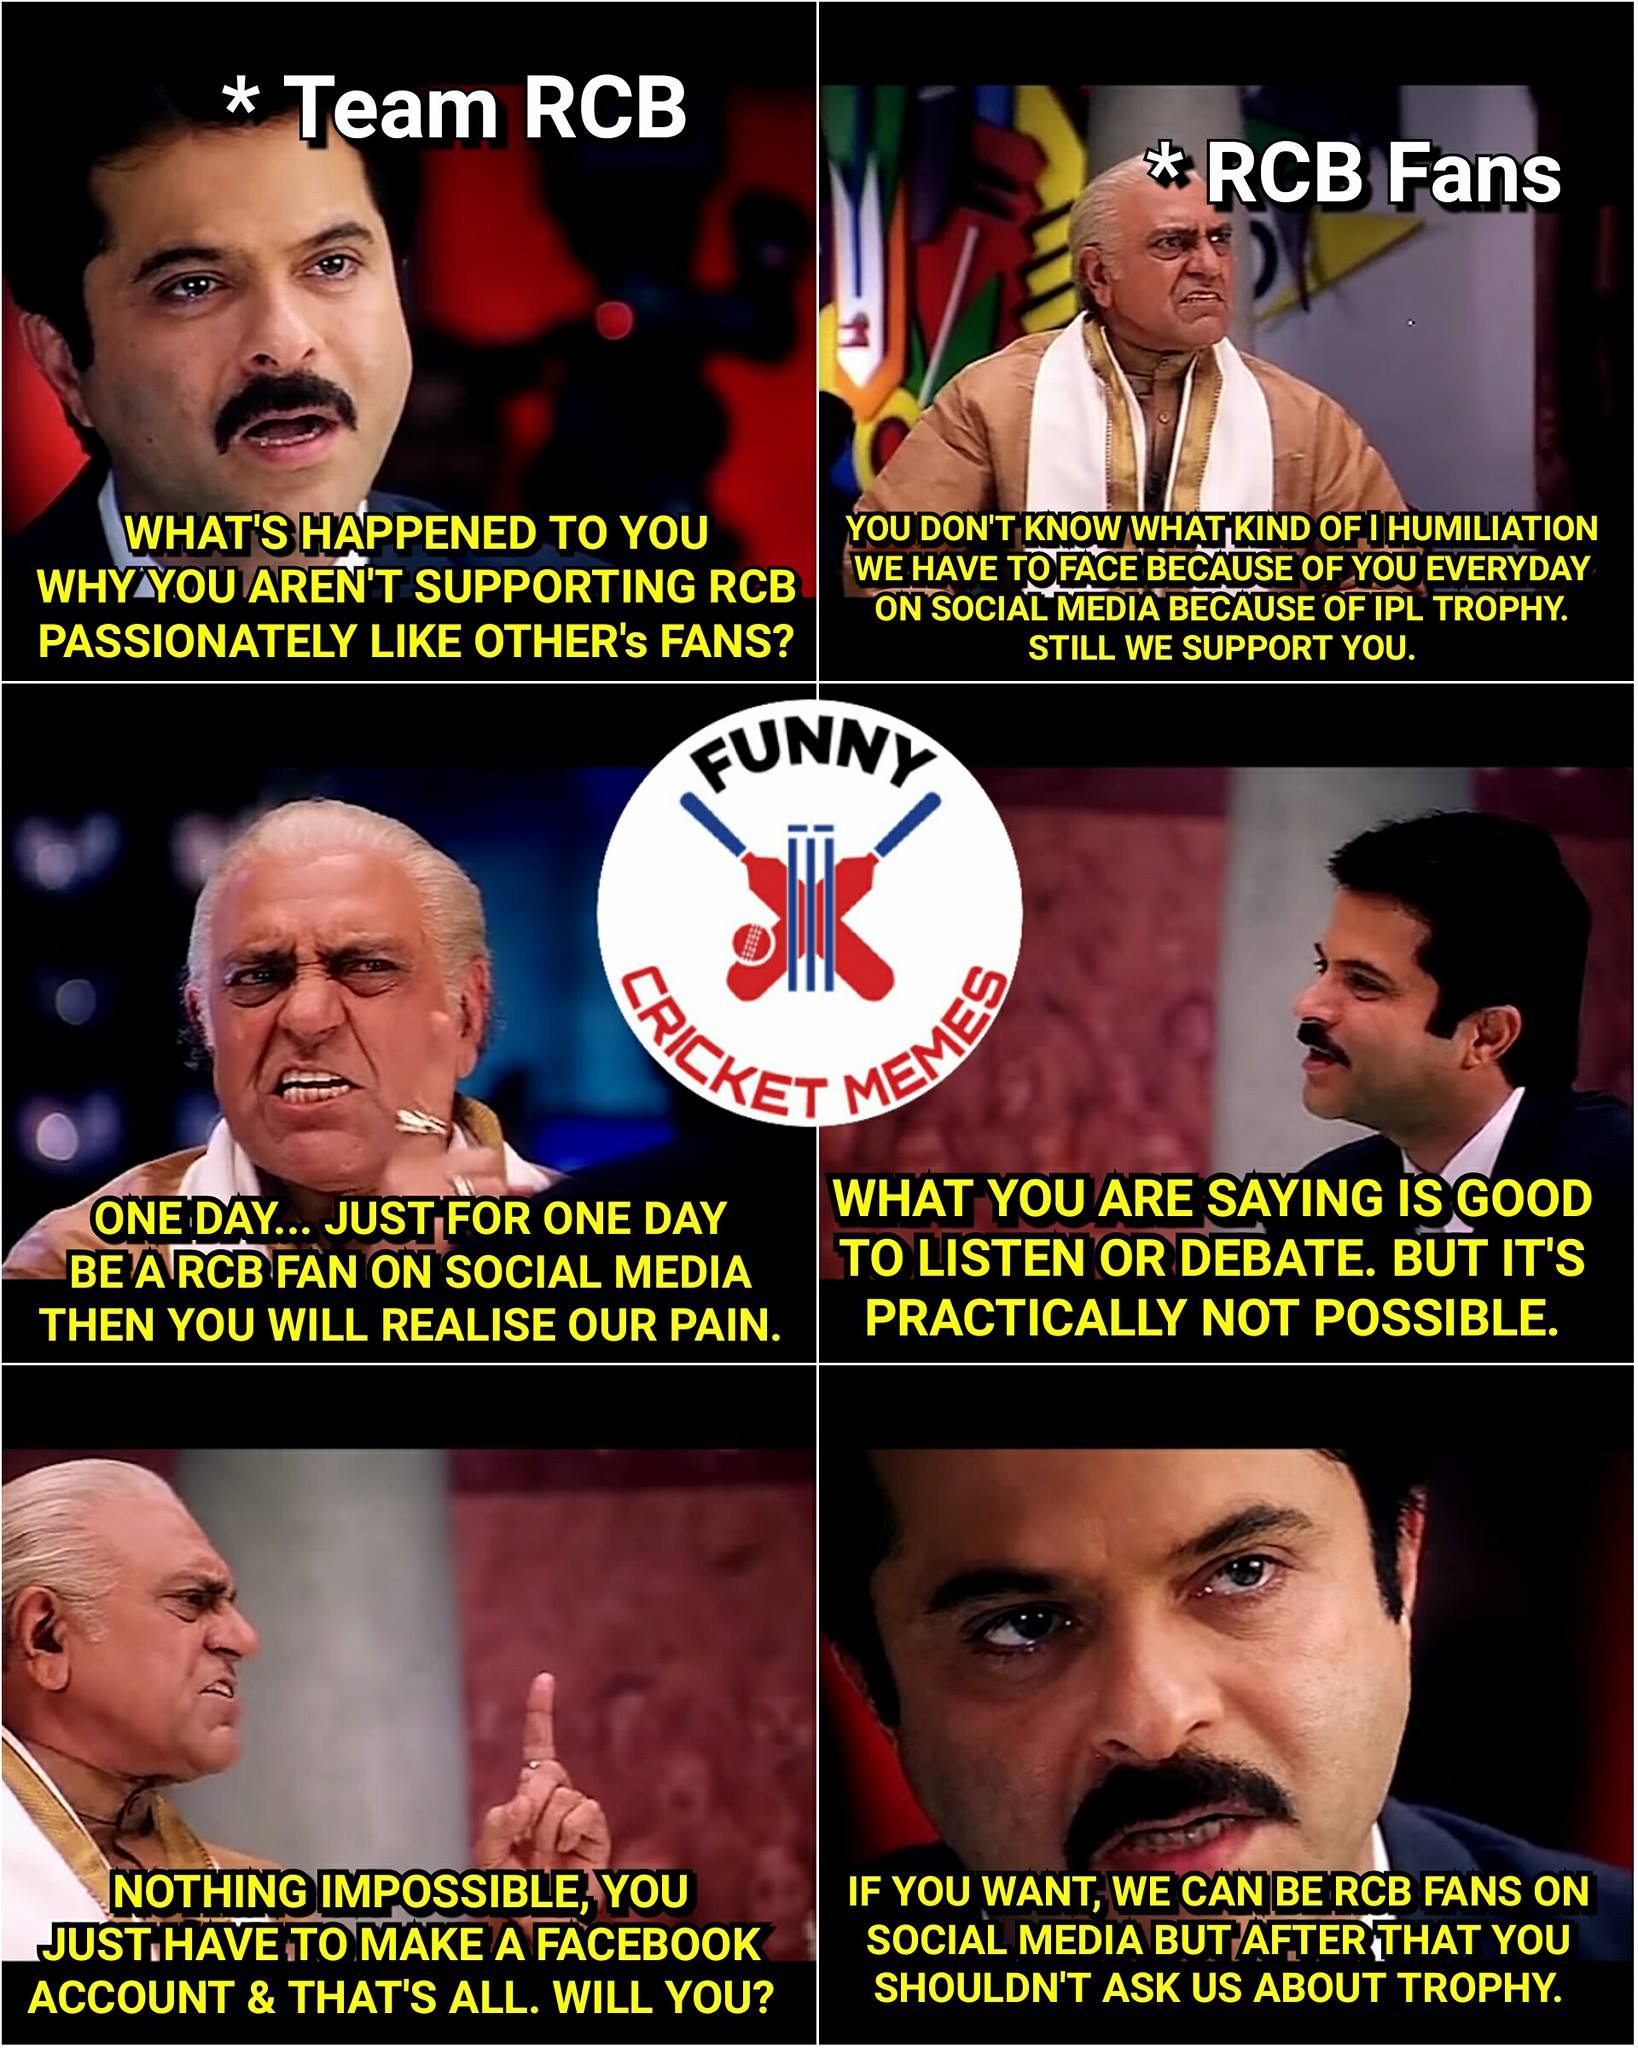 * Team RCB
WHAT'S HAPPENED TO YOU
WHY YOU AREN'T SUPPORTING RCB
PASSIONATELY LIKE OTHER's FANS?
* RCB Fans
YOU DON'T KNOW WHAT KIND OF I HUMILIATION
WE HAVE TO FACE BECAUSE OF YOU EVERYDAY
ON SOCIAL MEDIA BECAUSE OF IPL TROPHY.
STILL WE SUPPORT YOU.
FUNNY
CRICKET MEMES
ONE DAY... JUST FOR ONE DAY
BE A RCB FAN ON SOCIAL MEDIA
THEN YOU WILL REALISE OUR PAIN.
WHAT YOU ARE SAYING IS GOOD
TO LISTEN OR DEBATE. BUT IT'S
PRACTICALLY NOT POSSIBLE.
NOTHING IMPOSSIBLE, YOU
JUST HAVE TO MAKE A FACEBOOK
ACCOUNT & THAT'S ALL. WILL YOU?
IF YOU WANT, WE CAN BE RCB FANS ON
SOCIAL MEDIA BUT AFTER THAT YOU
SHOULDN'T ASK US ABOUT TROPHY.